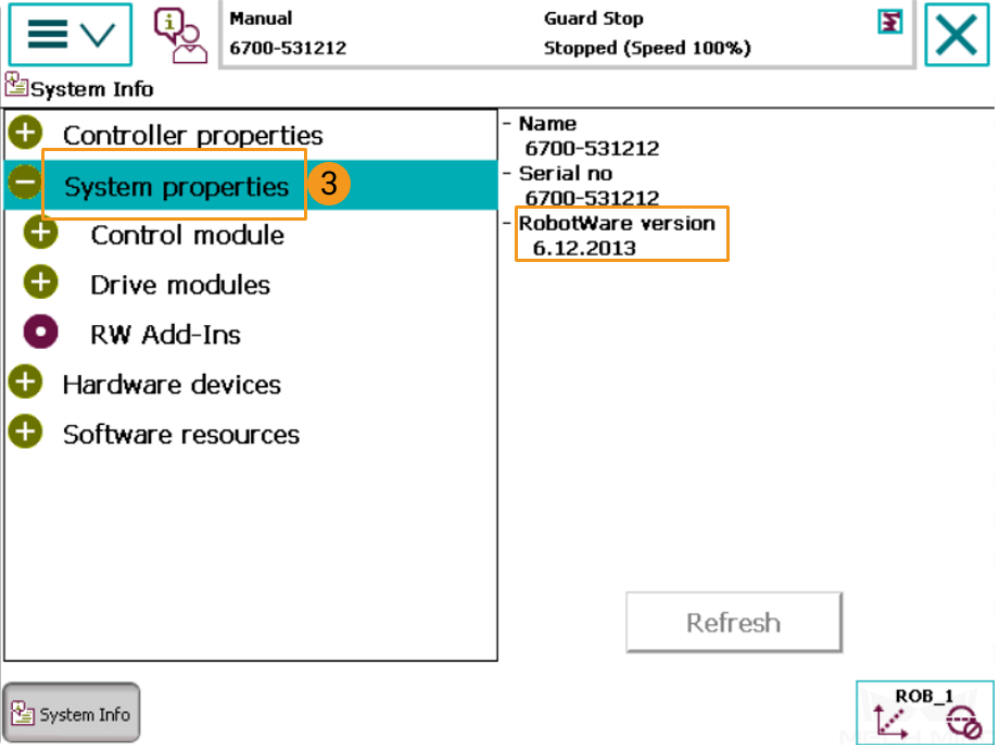 Manual
6700-531212
Guard Stop
Stopped (Speed 100%)
System Info
Controller properties
System properties
3
Control module
Drive modules
RW Add-Ins
Hardware devices
Software resources
- Name
6700-531212
- Serial no
6700-531212
- RobotWare version
6.12.2013
Refresh
System Info
ROB_1